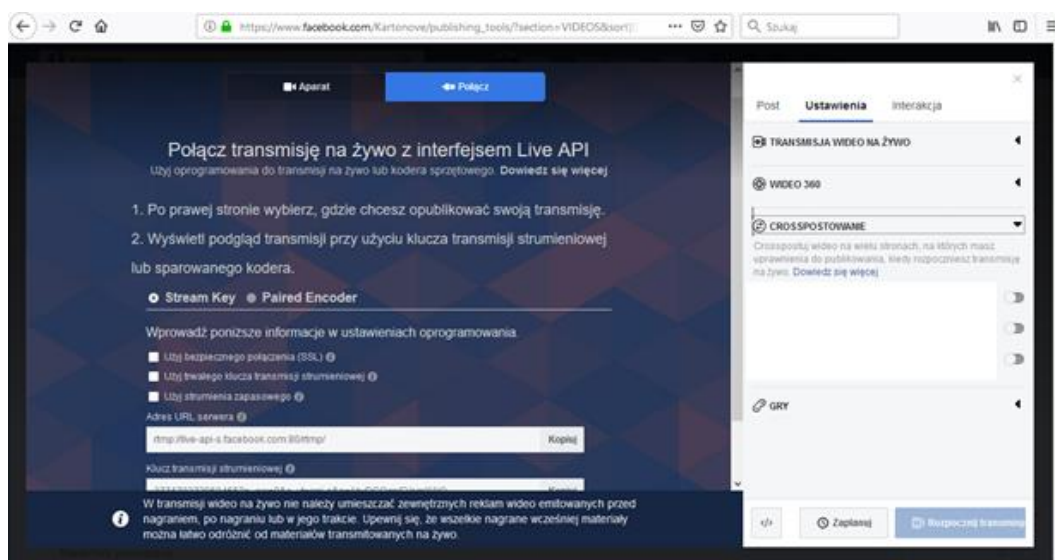 https://www.facebook.com/Kartonove/publishing_tools/?section=VIDEOS&sort[
Szukaj
Aparat
Połącz
Połącz transmisję na żywo z interfejsem Live API
Użyj oprogramowania do transmisji na żywo lub kodera sprzętowego. Dowiedz się więcej
1. Po prawej stronie wybierz, gdzie chcesz opublikować swoją transmisję.
2. Wyświetl podgląd transmisji przy użyciu klucza transmisji strumieniowej
lub sparowanego kodera.
Stream Key Paired Encoder
Wprowadź poniższe informacje w ustawieniach oprogramowania.
Użyj bezpiecznego połączenia (SSL)
Użyj trwałego klucza transmisji strumieniowej
Użyj strumienia zapasowego
Adres URL serwera
rtmp://live-api-s.facebook.com:80/rtmp/
Kopiuj
Klucz transmisji strumieniowej
W transmisji wideo na żywo nie należy umieszczać zewnętrznych reklam wideo emitowanych przed
nagraniem, po nagraniu lub w jego trakcie. Upewnij się, że wszelkie nagrane wcześniej materiały
można łatwo odróżnić od materiałów transmitowanych na żywo.
Post Ustawienia Interakcja
TRANSMISJA WIDEO NA ŻYWO
WIDEO 360
CROSSPOSTOWANIE
Crosspostuj wideo na wielu stronach, na których masz
uprawnienia do publikowania, kiedy rozpoczniesz transmisję
na żywo. Dowiedz się więcej
GRY
</>
Zaplanuj
Rozpocznij transmisję